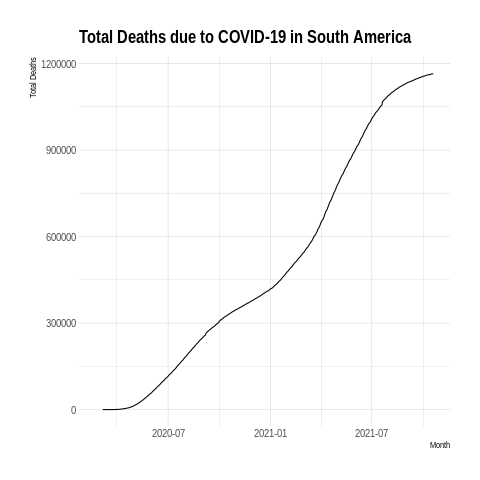 Total Deaths due to COVID-19 in South America
Total Deaths
1200000
900000
600000
300000
0
2020-07
2021-01
2021-07
Month